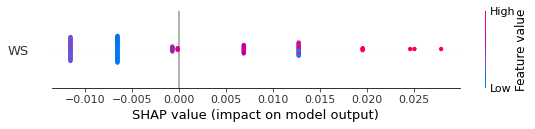 High
WS
Feature value
Low
−0.010 −0.005 0.000 0.005 0.010 0.015 0.020 0.025
SHAP value (impact on model output)